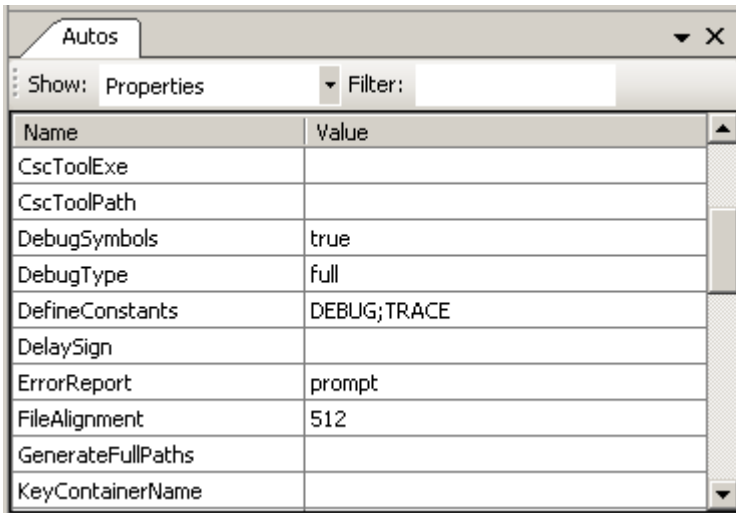 Autos
Show: Properties Filter:
Name Value
CscToolExe
CscToolPath
DebugSymbols true
DebugType full
DefineConstants DEBUG;TRACE
DelaySign
ErrorReport prompt
FileAlignment 512
GenerateFullPaths
KeyContainerName